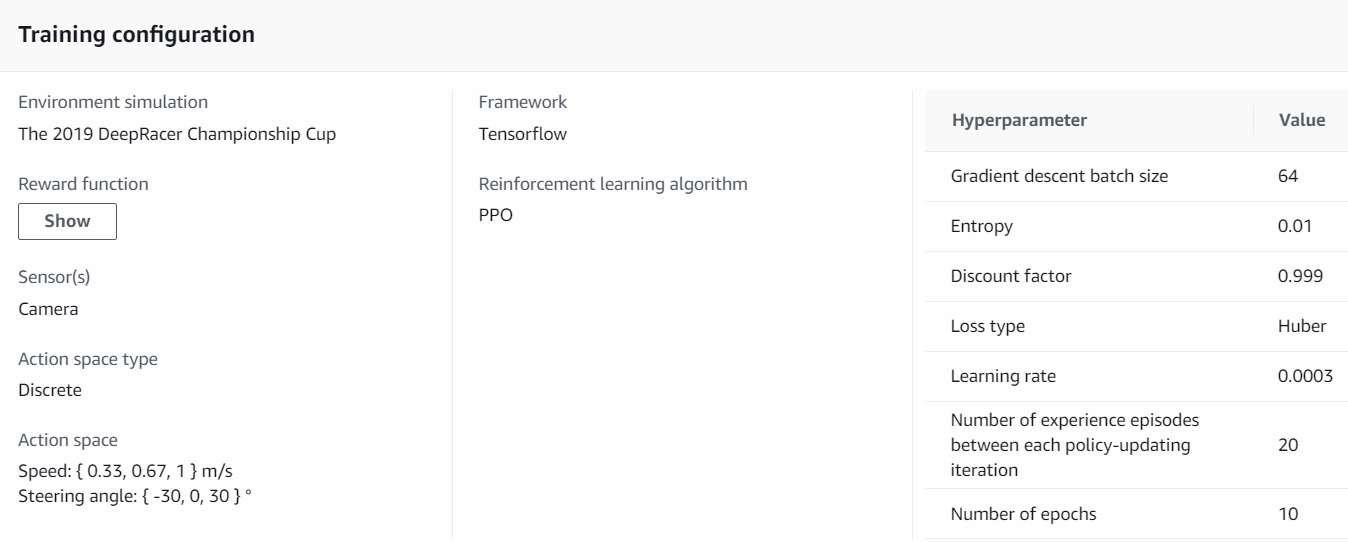 Training configuration
Environment simulation
The 2019 DeepRacer Championship Cup
Reward function
Show
Sensor(s)
Camera
Action space type
Discrete
Action space
Speed: { 0.33, 0.67, 1 } m/s
Steering angle: { -30, 0, 30 } °
Framework
Tensorflow
Reinforcement learning algorithm
PPO
Hyperparameter Value
Gradient descent batch size 64
Entropy 0.01
Discount factor 0.999
Loss type Huber
Learning rate 0.0003
Number of experience episodes
between each policy-updating 20
iteration
Number of epochs 10